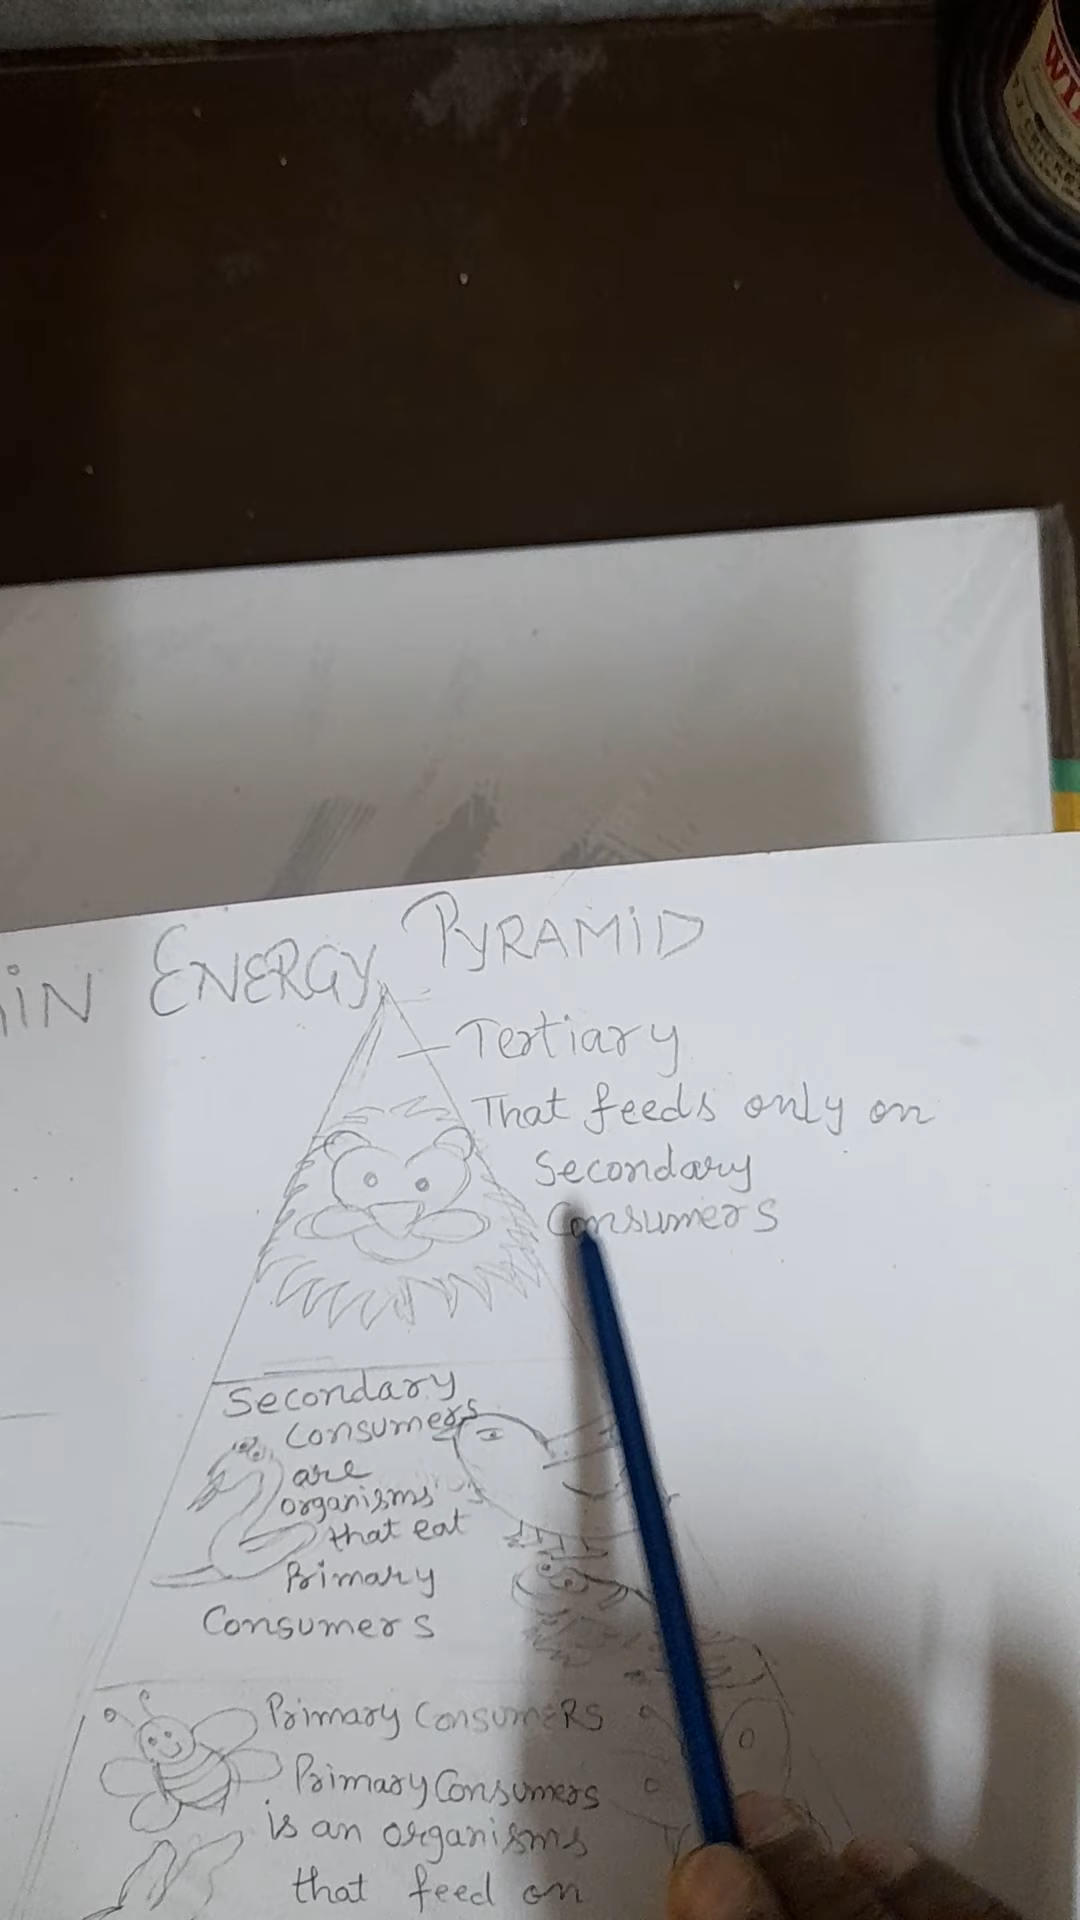 IN ENERGY PYRAMID
Tertiary
That feeds only on
Secondary
Consumers
Secondary
Consumers
are
organisms
that eat
Primary
Consumers
Primary ConsumeRS
Primary Consumers
is an organisms
that feed on